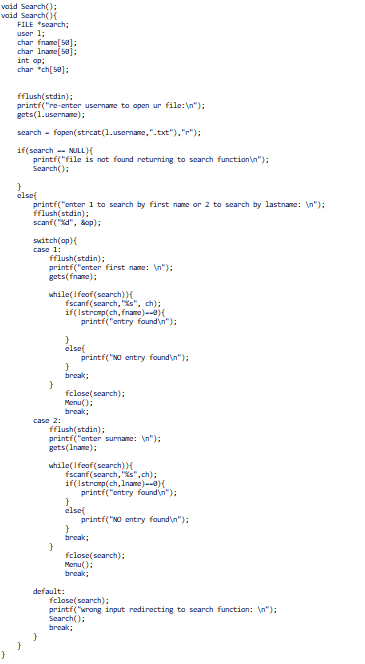 void Search();
void Search(){
FILE *search;
user l;
char fname[50];
char lname[50];
int op;
char *ch[50];
fflush(stdin);
printf("re-enter username to open ur file:\n");
gets(l.username);
search = fopen(strcat(l.username,".txt"),"r");
if(search == NULL){
printf("file is not found returning to search function\n");
Search();
}
else{
printf("enter 1 to search by first name or 2 to search by lastname: \n");
fflush(stdin);
scanf("%d", &op);
switch(op){
case 1:
fflush(stdin);
printf("enter first name: \n");
gets(fname);
while(!feof(search)){
fscanf(search,"%s", ch);
if(!strcmp(ch,fname)==0){
printf("entry found\n");
}
else{
printf("NO entry found\n");
}
break;
}
fclose(search);
Menu();
break;
case 2:
fflush(stdin);
printf("enter surname: \n");
gets(lname);
while(!feof(search)){
fscanf(search,"%s",ch);
if(!strcmp(ch,lname)==0){
printf("entry found\n");
}
else{
printf("NO entry found\n");
}
break;
}
fclose(search);
Menu();
break;
default:
fclose(search);
printf("wrong input redirecting to search function: \n");
Search();
break;
}
}
}